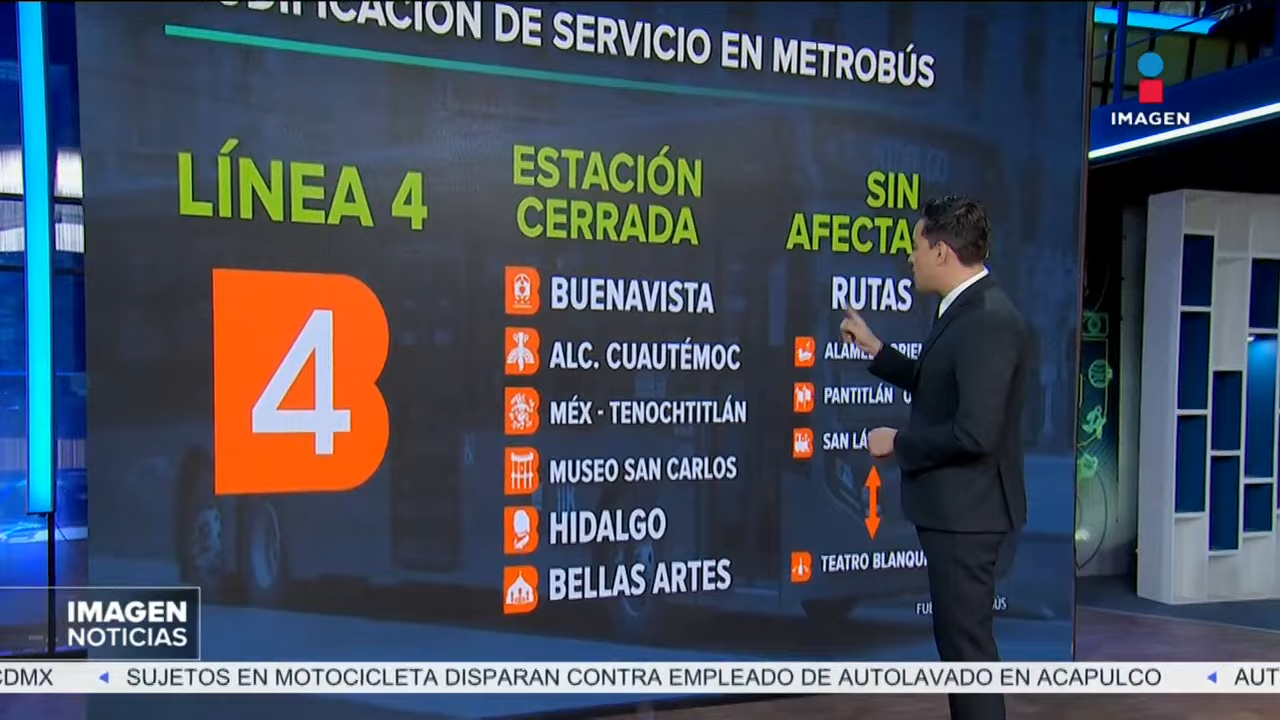 DE SERVICIO EN METROBÚS
IMAGEN
LÍNEA 4
4
ESTACIÓN
CERRADA
BUENAVISTA
ALC. CUAUTÉMOC
MÉX - TENOCHTITLÁN
MUSEO SAN CARLOS
HIDALGO
BELLAS ARTES
SIN
RUTAS
PANTITLÁN
SAN
TEATRO
IMAGEN
NOTICIAS
CDMX ◄ SUJETOS EN MOTOCICLETA DISPARAN CONTRA EMPLEADO DE AUTOLAVADO EN ACAPULCO ◄